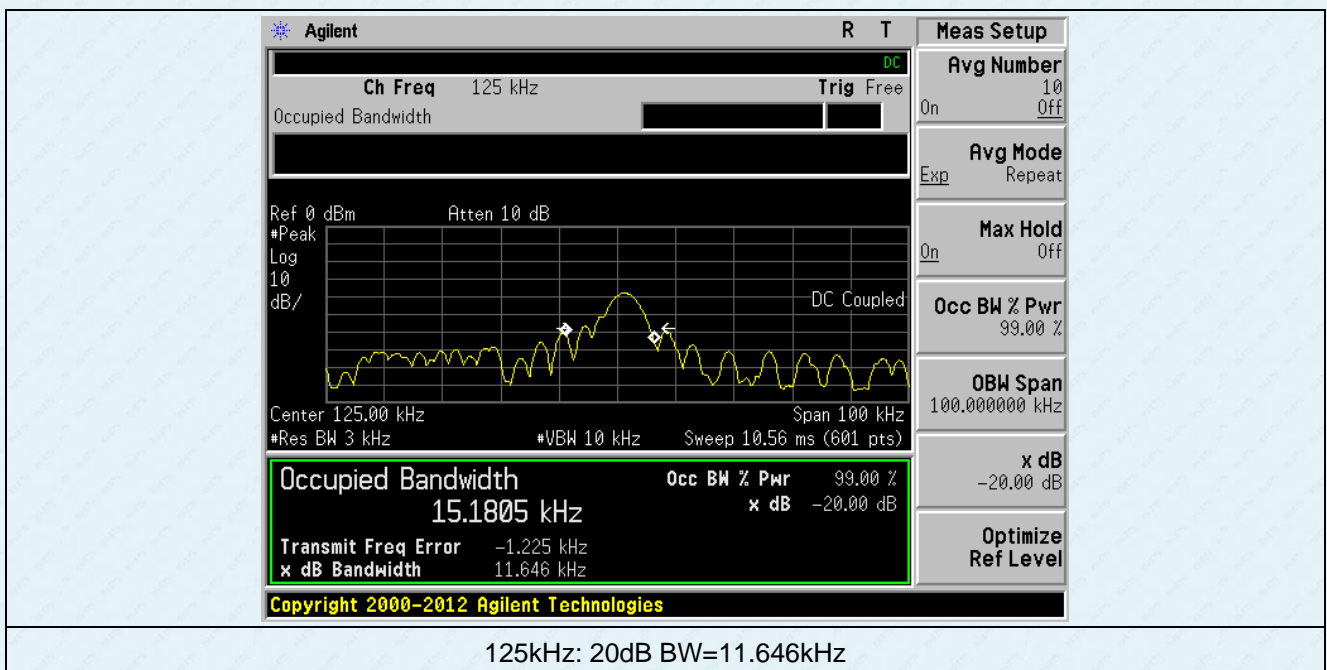 Agilent R T
DC
Ch Freq 125 kHz Trig Free
Occupied Bandwidth
Ref 0 dBm Atten 10 dB
#Peak
Log
10
dB/
DC Coupled
Center 125.00 kHz Span 100 kHz
#Res BW 3 kHz #VBW 10 kHz Sweep 10.56 ms (601 pts)
Occupied Bandwidth
15.1805 kHz
Occ BW % Pwr 99.00 %
x dB -20.00 dB
Transmit Freq Error -1.225 kHz
x dB Bandwidth 11.646 kHz
Copyright 2000-2012 Agilent Technologies
Meas Setup
Avg Number
10
On Off
Avg Mode
Exp Repeat
Max Hold
On Off
Occ BW % Pwr
99.00 %
OBW Span
100.000000 kHz
x dB
-20.00 dB
Optimize
Ref Level
125kHz: 20dB BW=11.646kHz